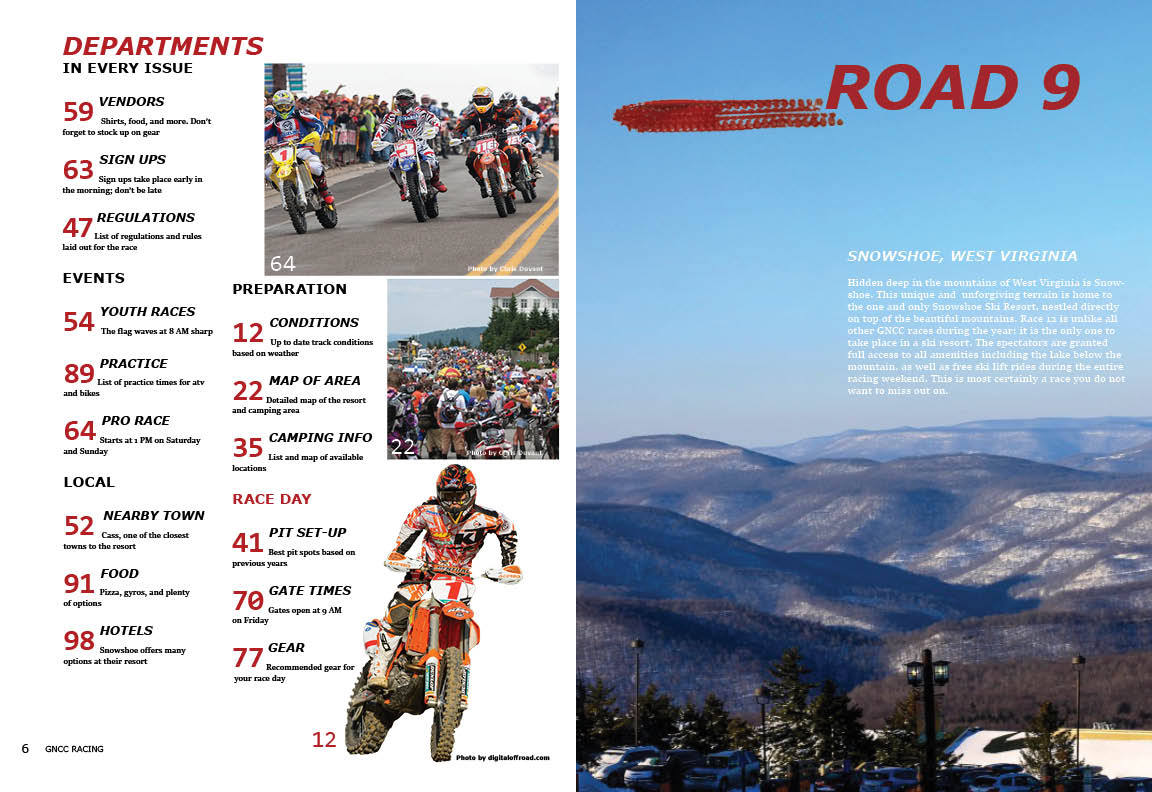 DEPARTMENTS
IN EVERY ISSUE
59 VENDORS
Shirts, food, and more. Don't
forget to stock up on gear
63 SIGN UPS
Sign ups take place early in
the morning; don't be late
47 REGULATIONS
List of regulations and rules
laid out for the race
EVENTS
54 YOUTH RACES
The flag waves at 8 AM sharp
89 PRACTICE
List of practice times for atv
and bikes
64 PRO RACE
Starts at 1 PM on Saturday
and Sunday
LOCAL
52 NEARBY TOWN
Cass, one of the closest
towns to the resort
91 FOOD
Pizza, gyros, and plenty
of options
98 HOTELS
Snowshoe offers many
options at their resort
1
3
116
64
Photo by Chris Duvant
PREPARATION
12 CONDITIONS
Up to date track conditions
based on weather
22 MAP OF AREA
Detailed map of the resort
and camping area
35 CAMPING INFO
List and map of available
locations
22
Photo by Chris Duvant
RACE DAY
41 PIT SET-UP
Best pit spots based on
previous years
70 GATE TIMES
Gates open at 9 AM
on Friday
77 GEAR
Recommended gear for
your race day
1
12
Photo by digitaloffroad.com
6 GNCC RACING
ROAD 9
SNOWSHOE, WEST VIRGINIA
Hidden deep in the mountains of West Virginia is Snow-
shoe. This unique and unforgiving terrain is home to
the one and only Snowshoe Ski Resort, nestled directly
on top of the beautiful mountains. Race 12 is unlike all
other GNCC races during the year; it is the only one to
take place in a ski resort. The spectators are granted
full access to all amenities including the lake below the
mountain, as well as free ski lift rides during the entire
racing weekend. This is most certainly a race you do not
want to miss out on.